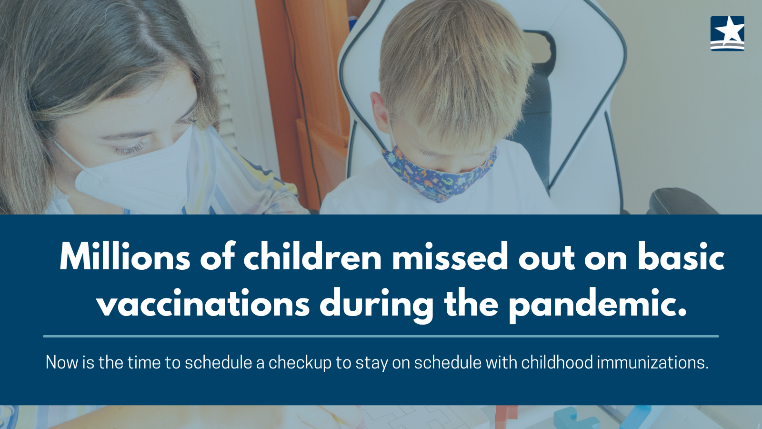 Millions of children missed out on basic
vaccinations during the pandemic.
Now is the time to schedule a checkup to stay on schedule with childhood immunizations.